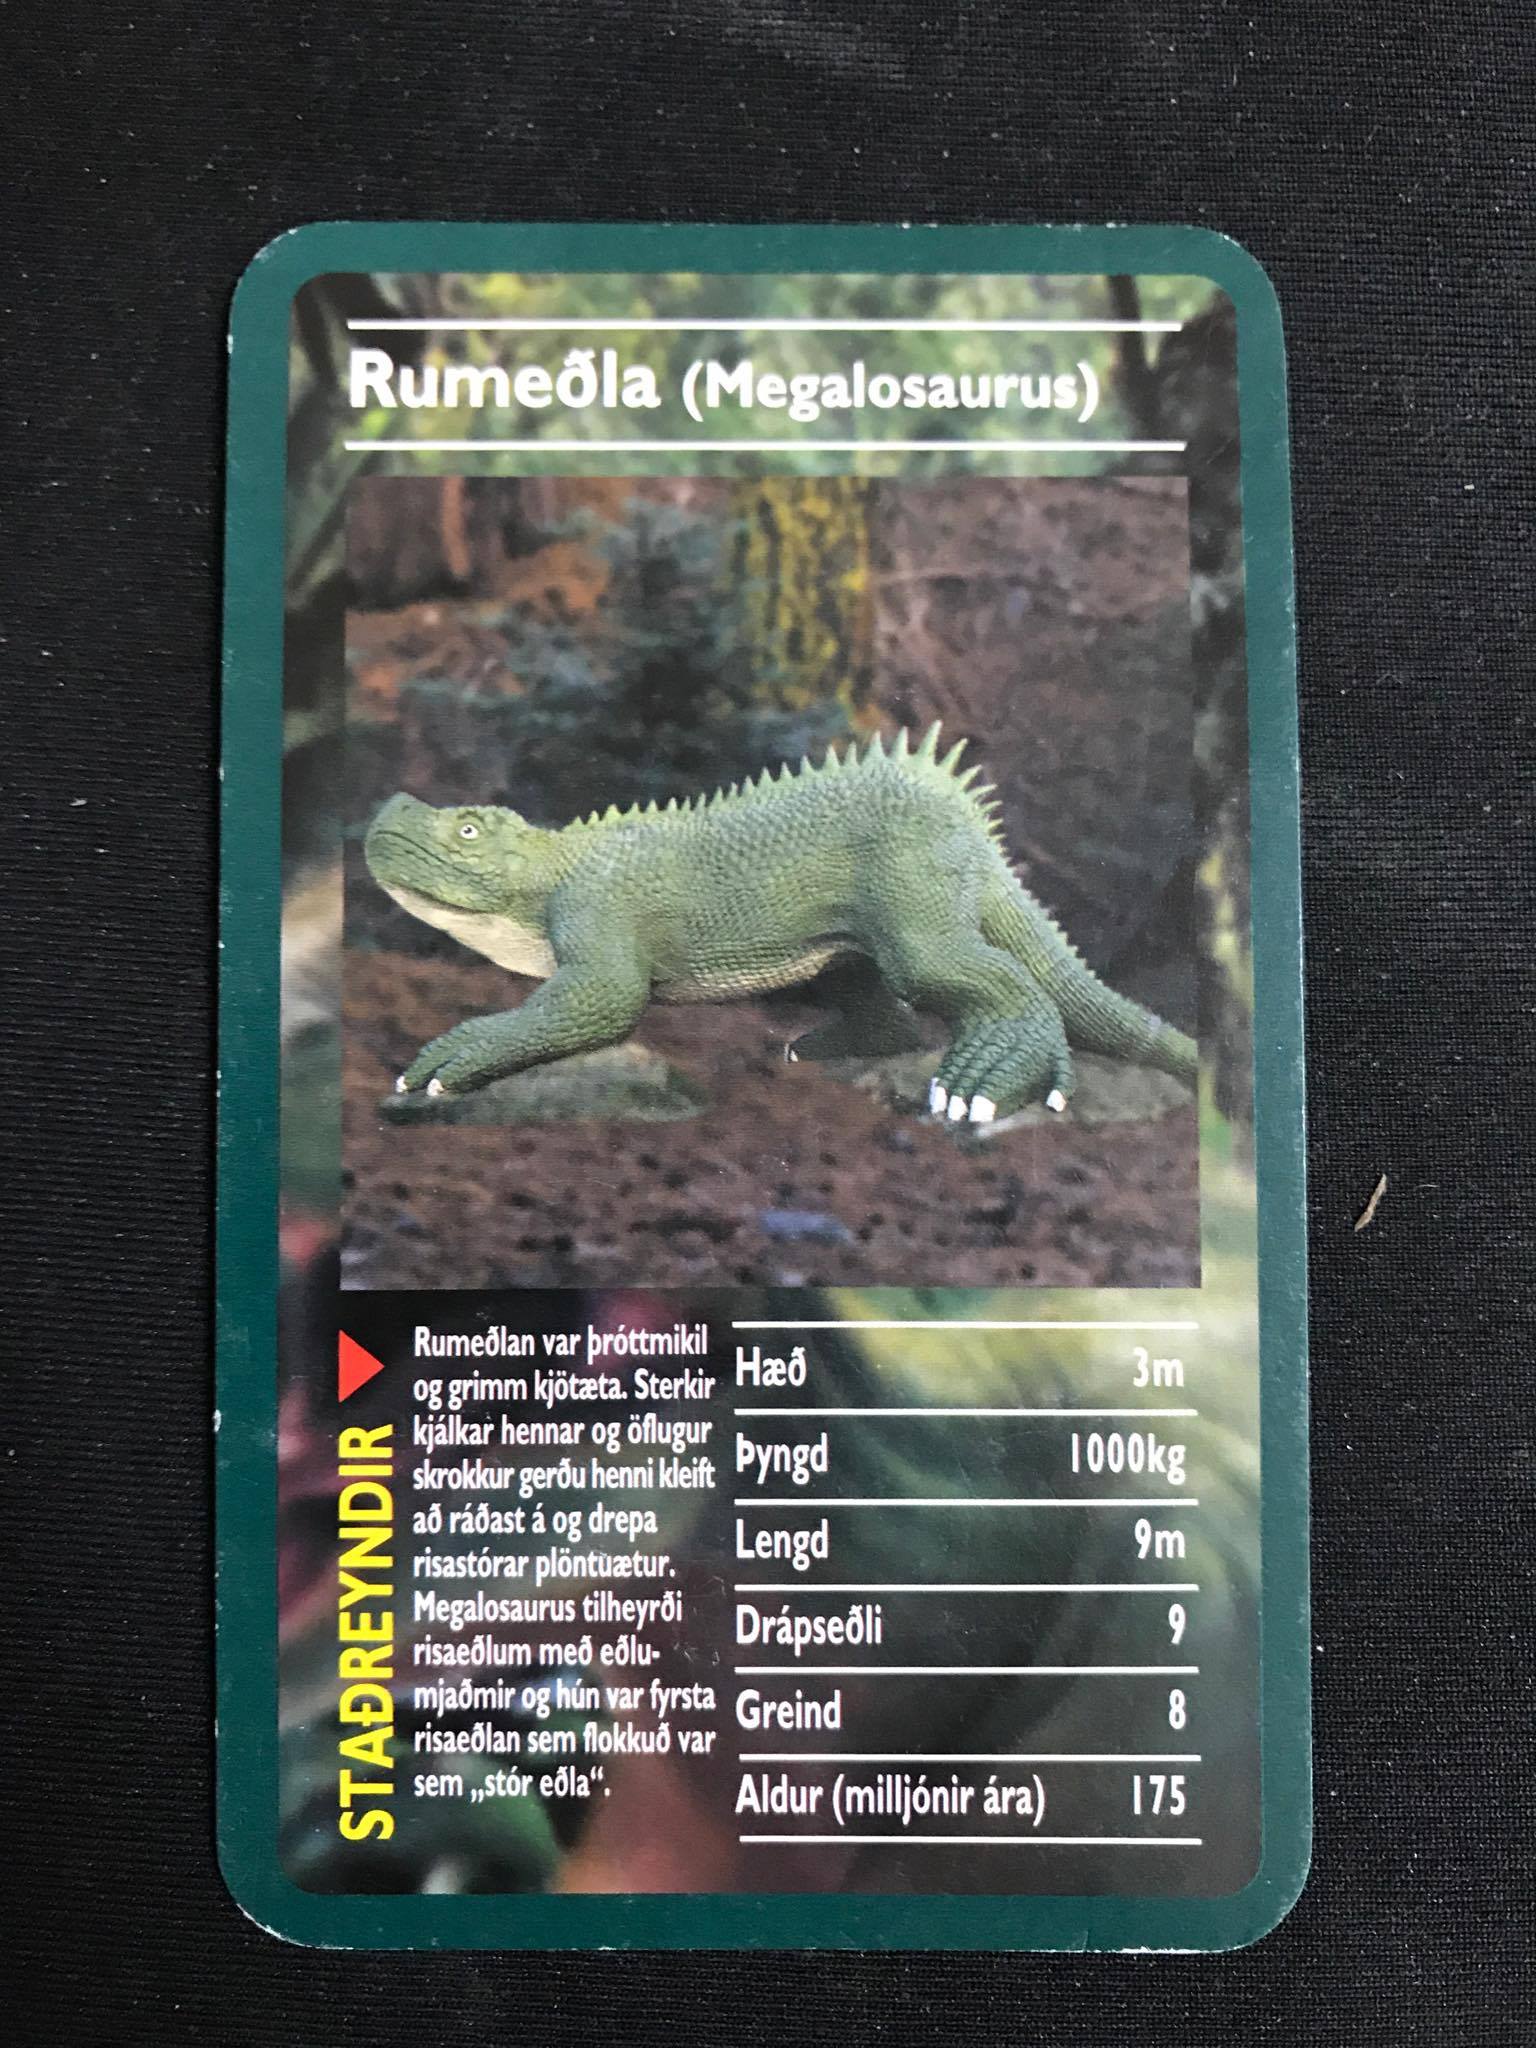 Rumeðla (Megalosaurus)
STAÐREYNDIR
Rumeðlan var þróttmikil
og grimm kjötæta. Sterkir
kjálkar hennar og öflugur
skrokkur gerðu henni kleift
að ráðast á og drepa
risastórar plöntuætur.
Megalosaurus tilheyrði
risaeðlum með eðlu-
mjaðmir og hún var fyrsta
risaeðlan sem flokkuð var
sem „stór eðla“.
Hæð 3m
Þyngd 1000kg
Lengd 9m
Drápseðli 9
Greind 8
Aldur (milljónir ára) 175